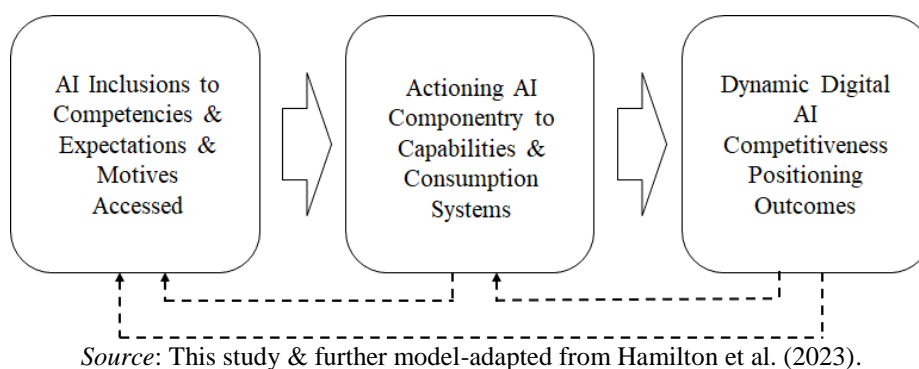 AI Inclusions to
Competencies &
Expectations &
Motives
Accessed
Actioning AI
Componentry to
Capabilities &
Consumption
Systems
Dynamic Digital
AI
Competitiveness
Positioning
Outcomes
Source: This study & further model-adapted from Hamilton et al. (2023).